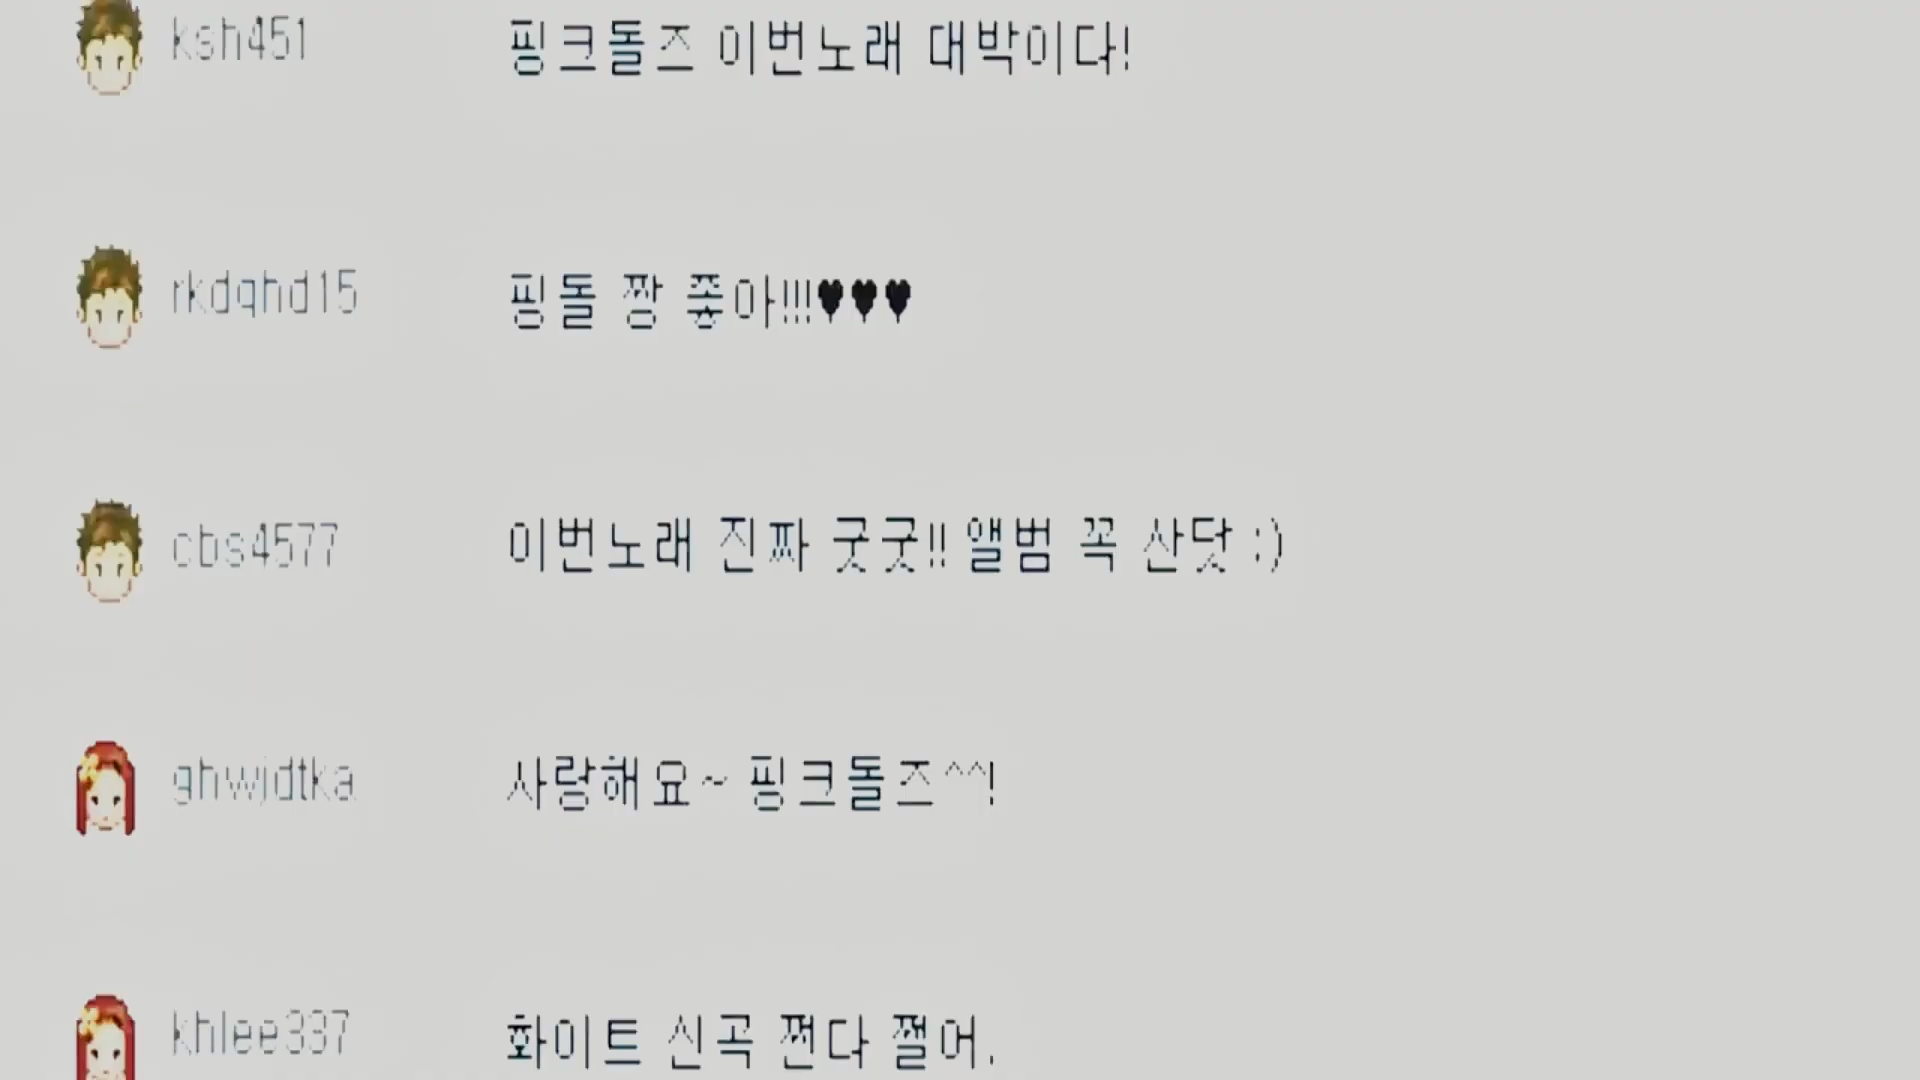 ksh451 핑크돌즈 이번노래 대박이다!
rkdqhd15 핑돌 짱 죻아!!!♥♥♥
cbs4577 이번노래 진짜 굿굿!! 앨범 꼭 산닷 :)
ghwjdtka 사랑해요~ 핑크돌즈^^!
khlee337 화이트 신곡 쩐다 쩔어.